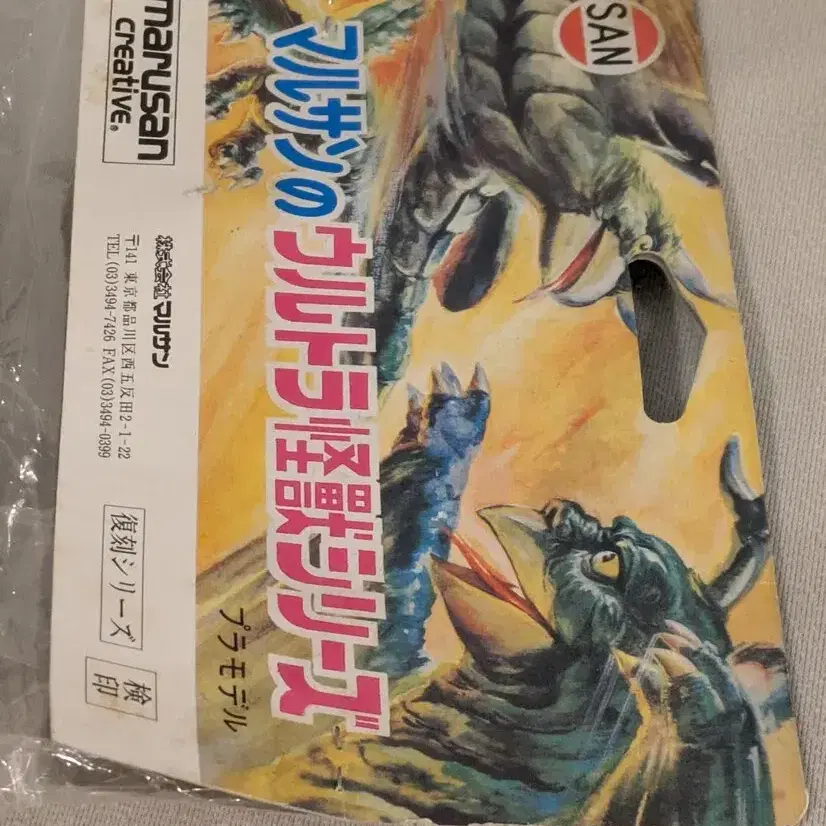 SAN
マルサンの
ウルトラ怪獣シリーズ
プラモデル
marusan
creative®
株式会社マルサン
〒141 東京都品川区西五反田2-1-22
TEL(03)3494-7426 FAX(03)3494-0399
復刻シリーズ
検印